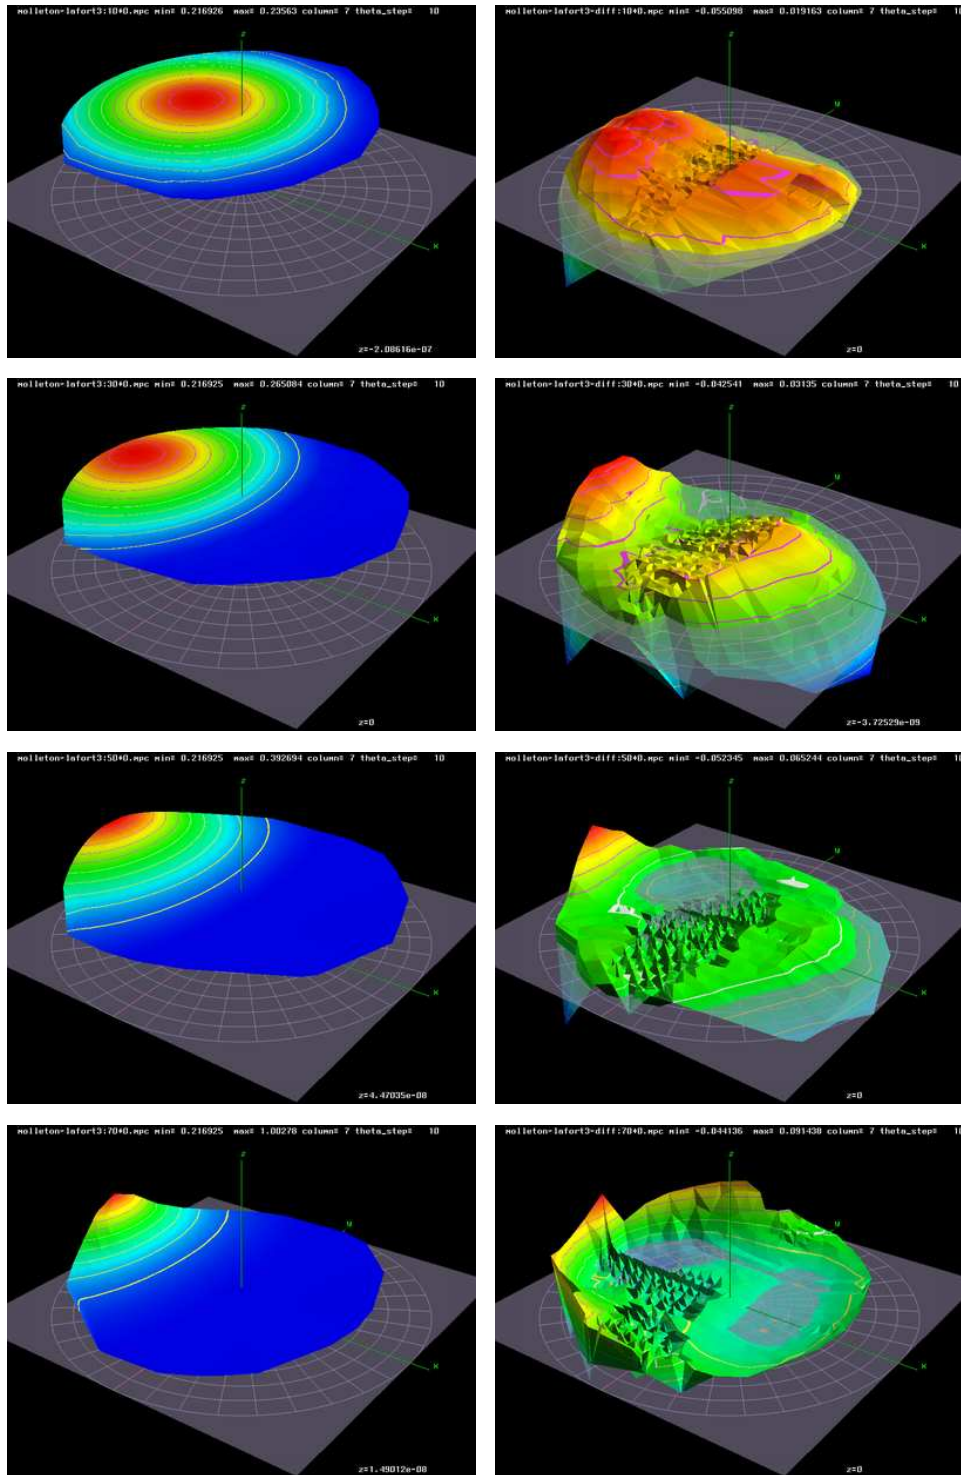 molleton-lafort3:10*0.mpc min= 0.216926 max= 0.23563 column= 7 theta_step= 10
molleton-lafort3-diff:10*0.mpc min= -0.055098 max= 0.019163 column= 7 theta_step= 10
z
z
y
x
x
z=-2.08616e-07
z=0
molleton-lafort3:30*0.mpc min= 0.216925 max= 0.265084 column= 7 theta_step= 10
molleton-lafort3-diff:30*0.mpc min= -0.042541 max= 0.03135 column= 7 theta_step= 10
z
z
y
x
x
z=0
z=-3.72529e-09
molleton-lafort3:50*0.mpc min= 0.216925 max= 0.392694 column= 7 theta_step= 10
molleton-lafort3-diff:50*0.mpc min= -0.052345 max= 0.065244 column= 7 theta_step= 10
z
z
y
x
x
z=4.47035e-08
z=0
molleton-lafort3:70*0.mpc min= 0.216925 max= 1.00278 column= 7 theta_step= 10
molleton-lafort3-diff:70*0.mpc min= -0.044136 max= 0.091438 column= 7 theta_step= 10
z
z
y
y
x
x
z=1.49012e-08
z=0